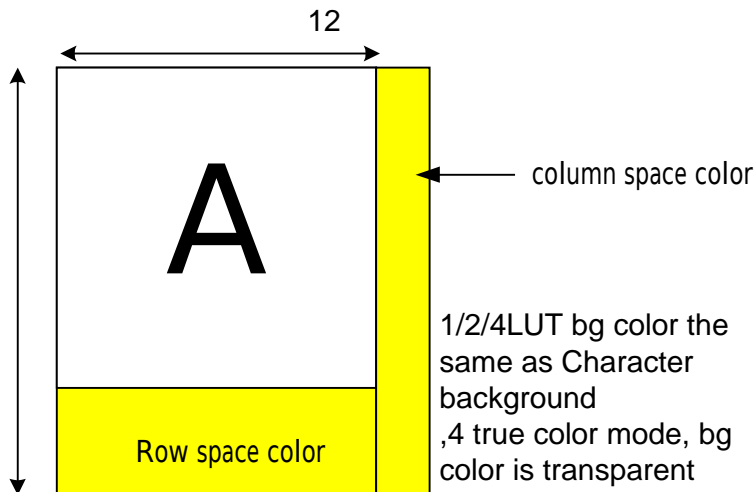 12
A
column space color
1/2/4LUT bg color the
same as Character
background
,4 true color mode, bg
color is transparent
Row space color